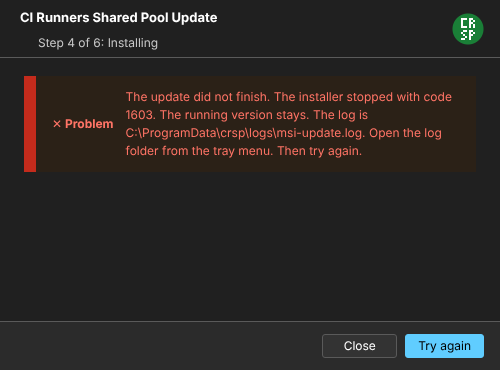 CI Runners Shared Pool Update
Step 4 of 6: Installing
CR
SP
× Problem
The update did not finish. The installer stopped with code
1603. The running version stays. The log is
C:\ProgramData\crsp\logs\msi-update.log. Open the log
folder from the tray menu. Then try again.
Close
Try again